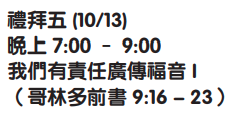 禮拜五 (10/13)
晚上 7:00 – 9:00
我們有責任廣傳福音 I
（哥林多前書 9:16 – 23）